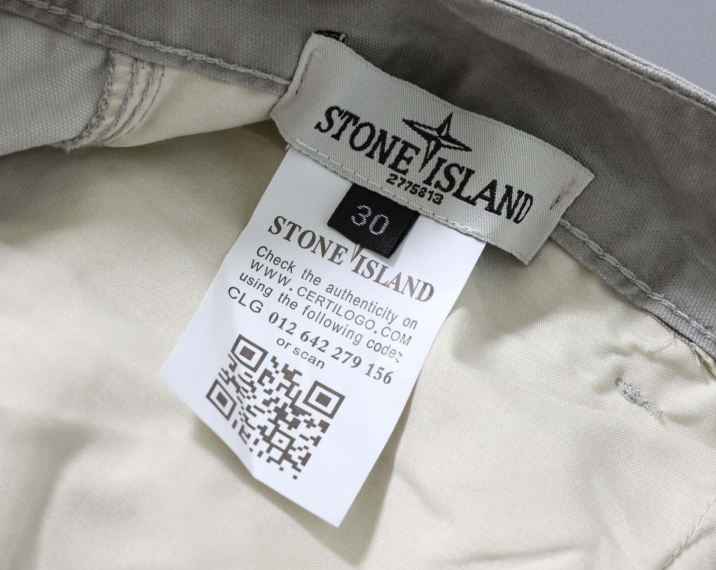 STONE ISLAND
2775813
30
STONE ISLAND
Check the authenticity on
WWW.CERTILOGO.COM
using the following code:
CLG 012 642 279 156
or scan